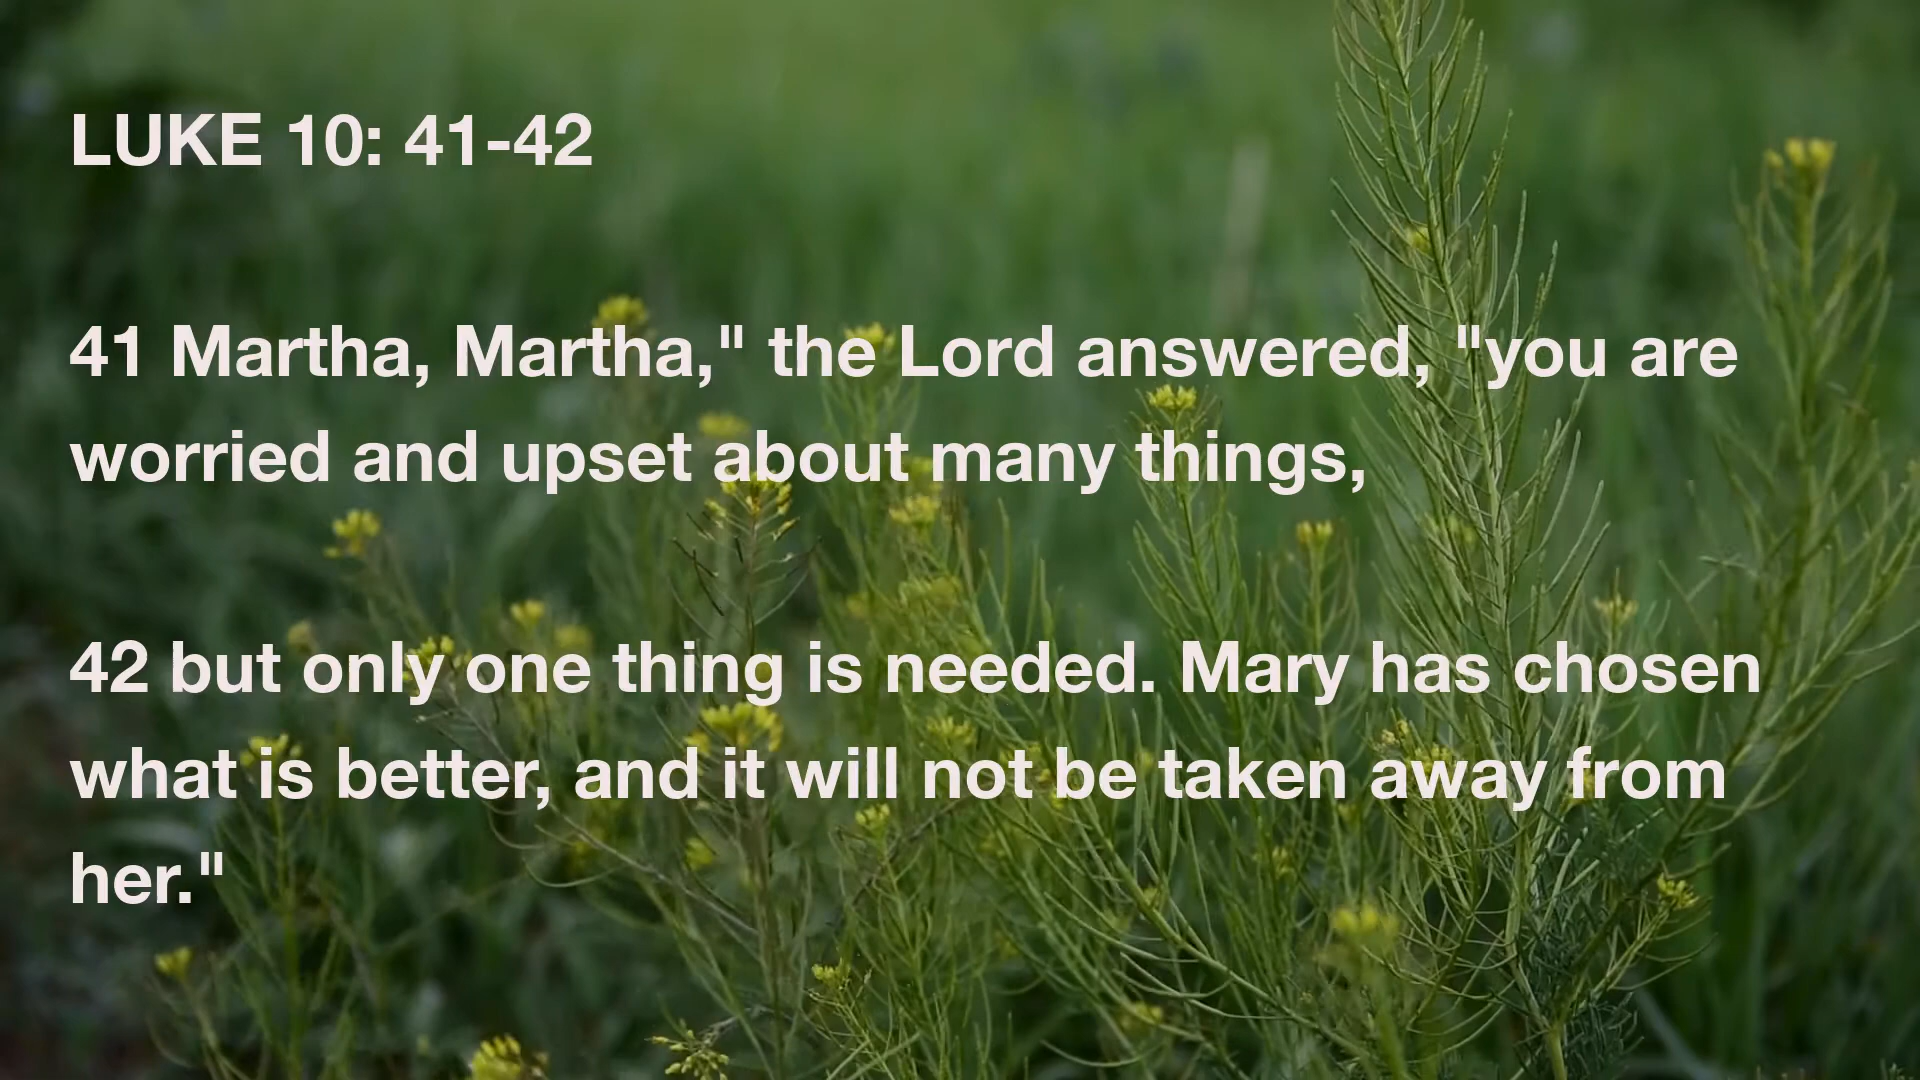 LUKE 10: 41-42
41 Martha, Martha," the Lord answered, "you are
worried and upset about many things,
42 but only one thing is needed. Mary has chosen
what is better, and it will not be taken away from
her."